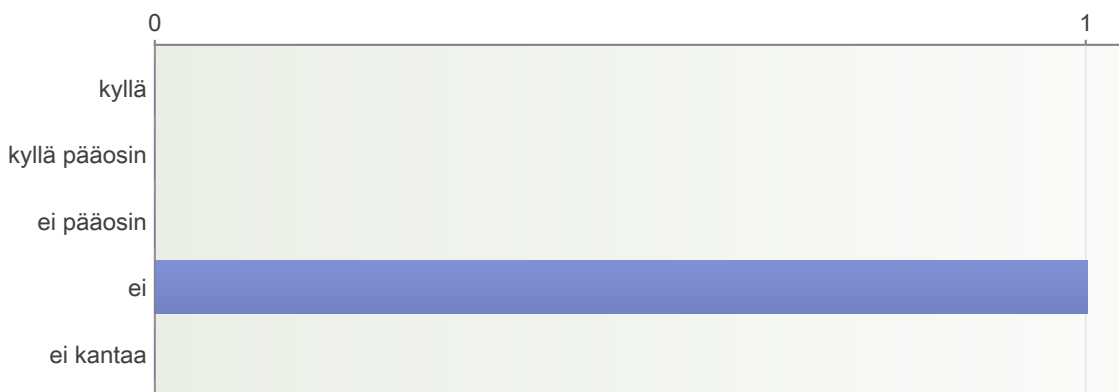 0 1
kyllä
kyllä pääosin
ei pääosin
ei
ei kantaa